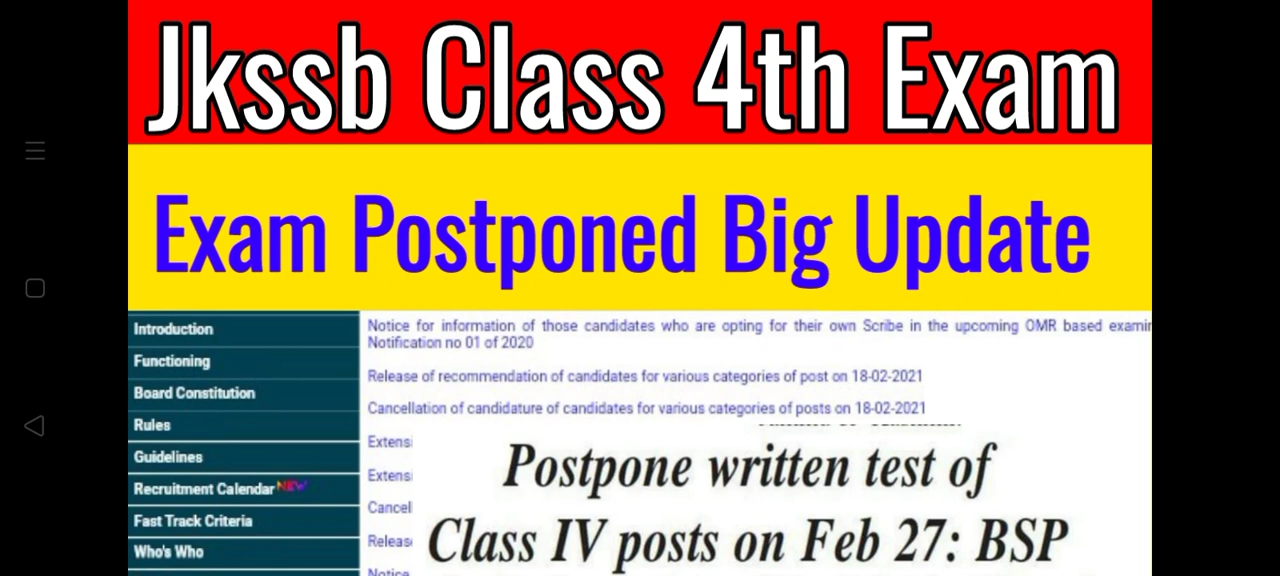 Jkssb Class 4th Exam
Exam Postponed Big Update
Introduction
Functioning
Board Constitution
Rules
Guidelines
Recruitment Calendar NEW
Fast Track Criteria
Who's Who
Notice for information of those candidates who are opting for their own Scribe in the upcoming OMR based examin
Notification no 01 of 2020
Release of recommendation of candidates for various categories of post on 18-02-2021
Cancellation of candidature of candidates for various categories of posts on 18-02-2021
Extensi
Extensi
Cancel
Release
Notice
Postpone written test of
Class IV posts on Feb 27: BSP